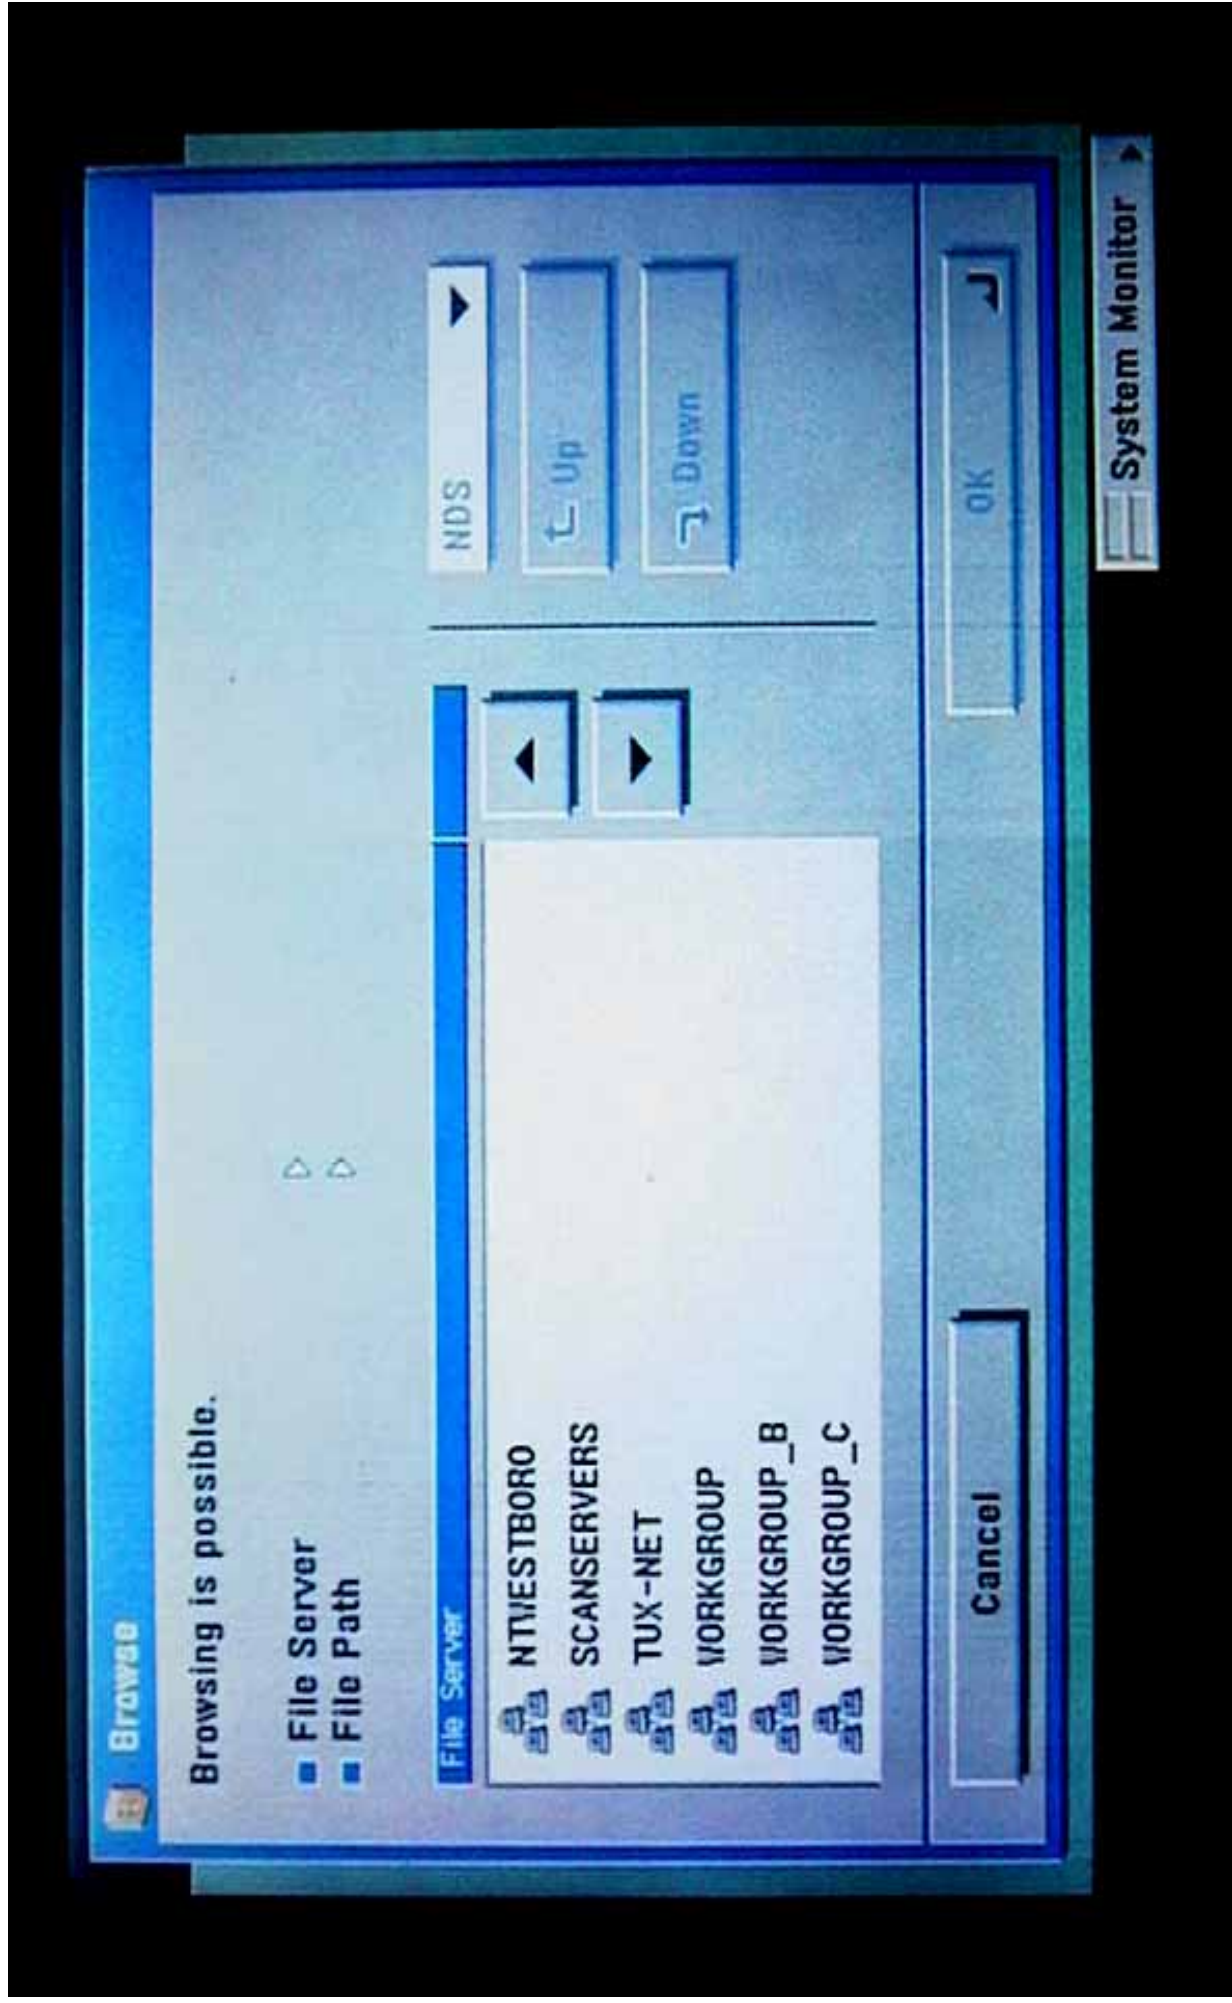 Browse
Browsing is possible.
File Server
File Path
File Server
NDS
NTWESTBORO
SCANSERVERS
TUX-NET
WORKGROUP
WORKGROUP_B
WORKGROUP_C
Up
Down
Cancel
OK
System Monitor